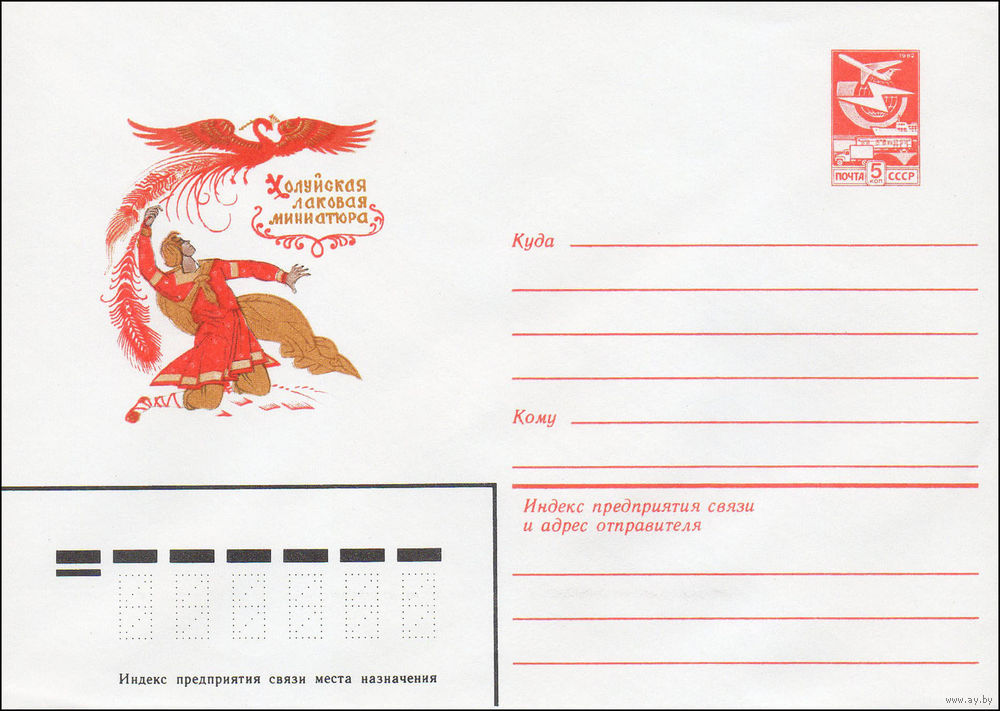 1982
ПОЧТА 5 КОП СССР
Холуйская
лаковая
миниатюра
Куда
Кому
Индекс предприятия связи
и адрес отправителя
Индекс предприятия связи места назначения
www.ay.by